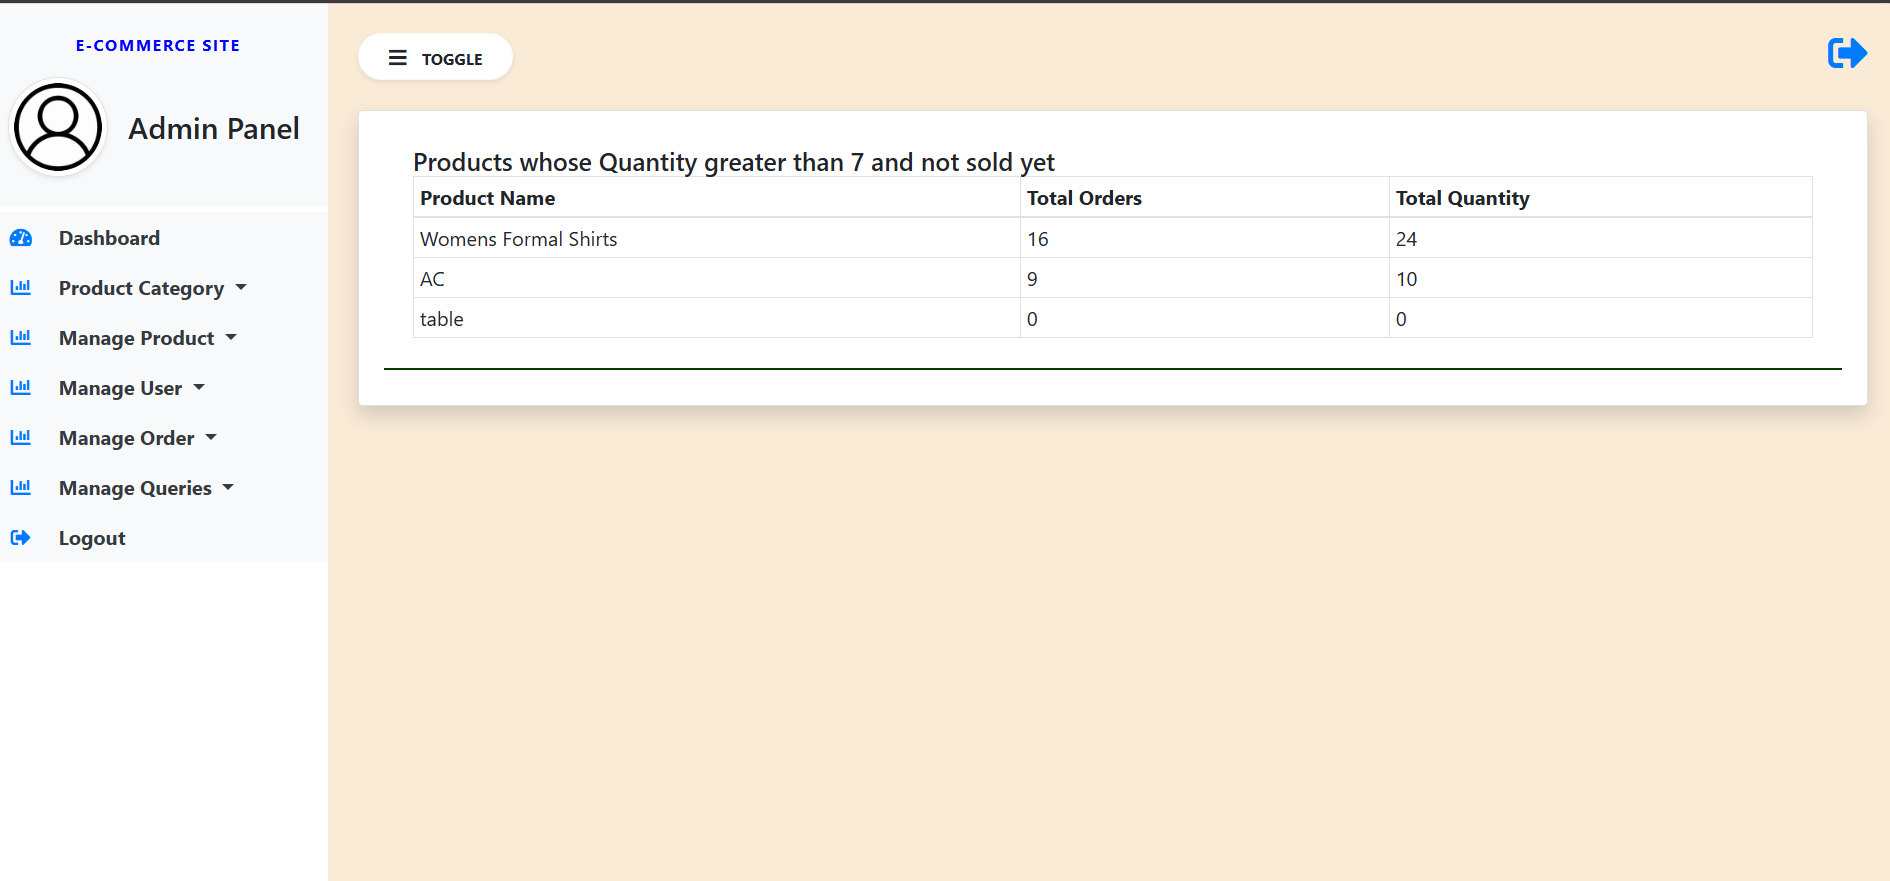 E-COMMERCE SITE
Admin Panel
Dashboard
Product Category
Manage Product
Manage User
Manage Order
Manage Queries
Logout
TOGGLE
Products whose Quantity greater than 7 and not sold yet
Product Name Total Orders Total Quantity
Womens Formal Shirts 16 24
AC 9 10
table 0 0